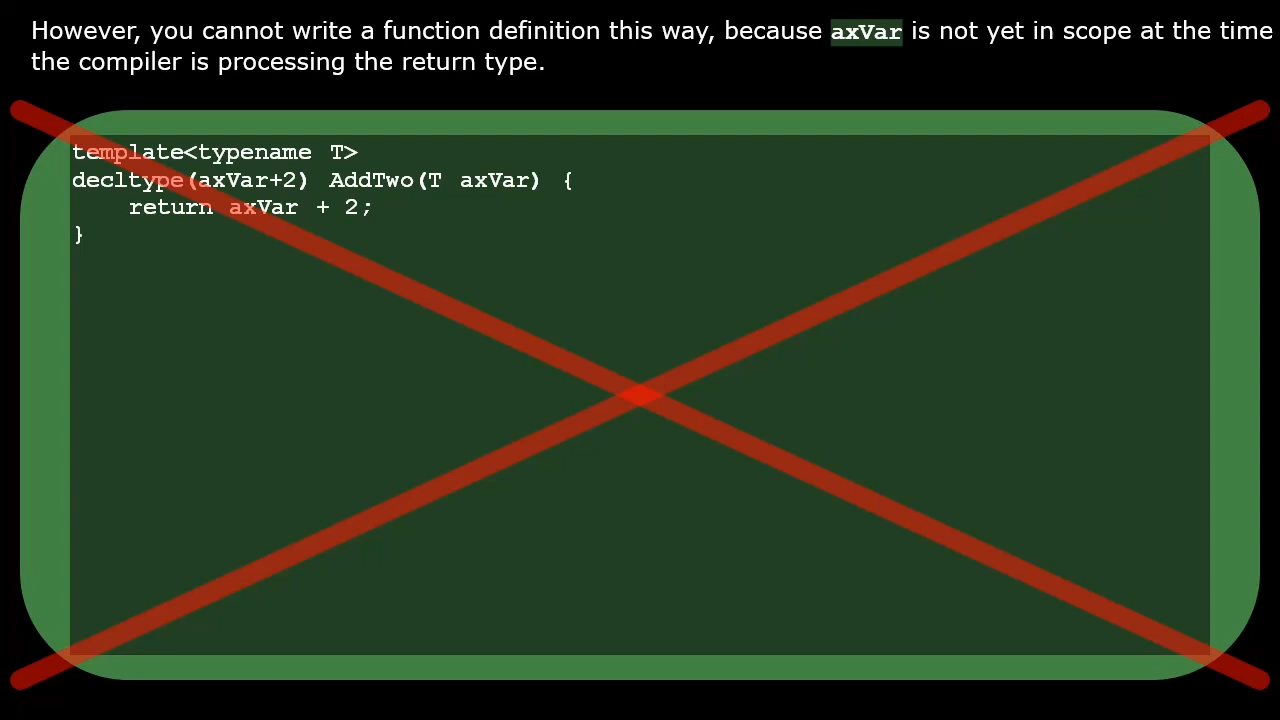 However, you cannot write a function definition this way, because axVar is not yet in scope at the time
the compiler is processing the return type.
template<typename T>
decltype(axVar+2) AddTwo(T axVar) {
    return axVar + 2;
}